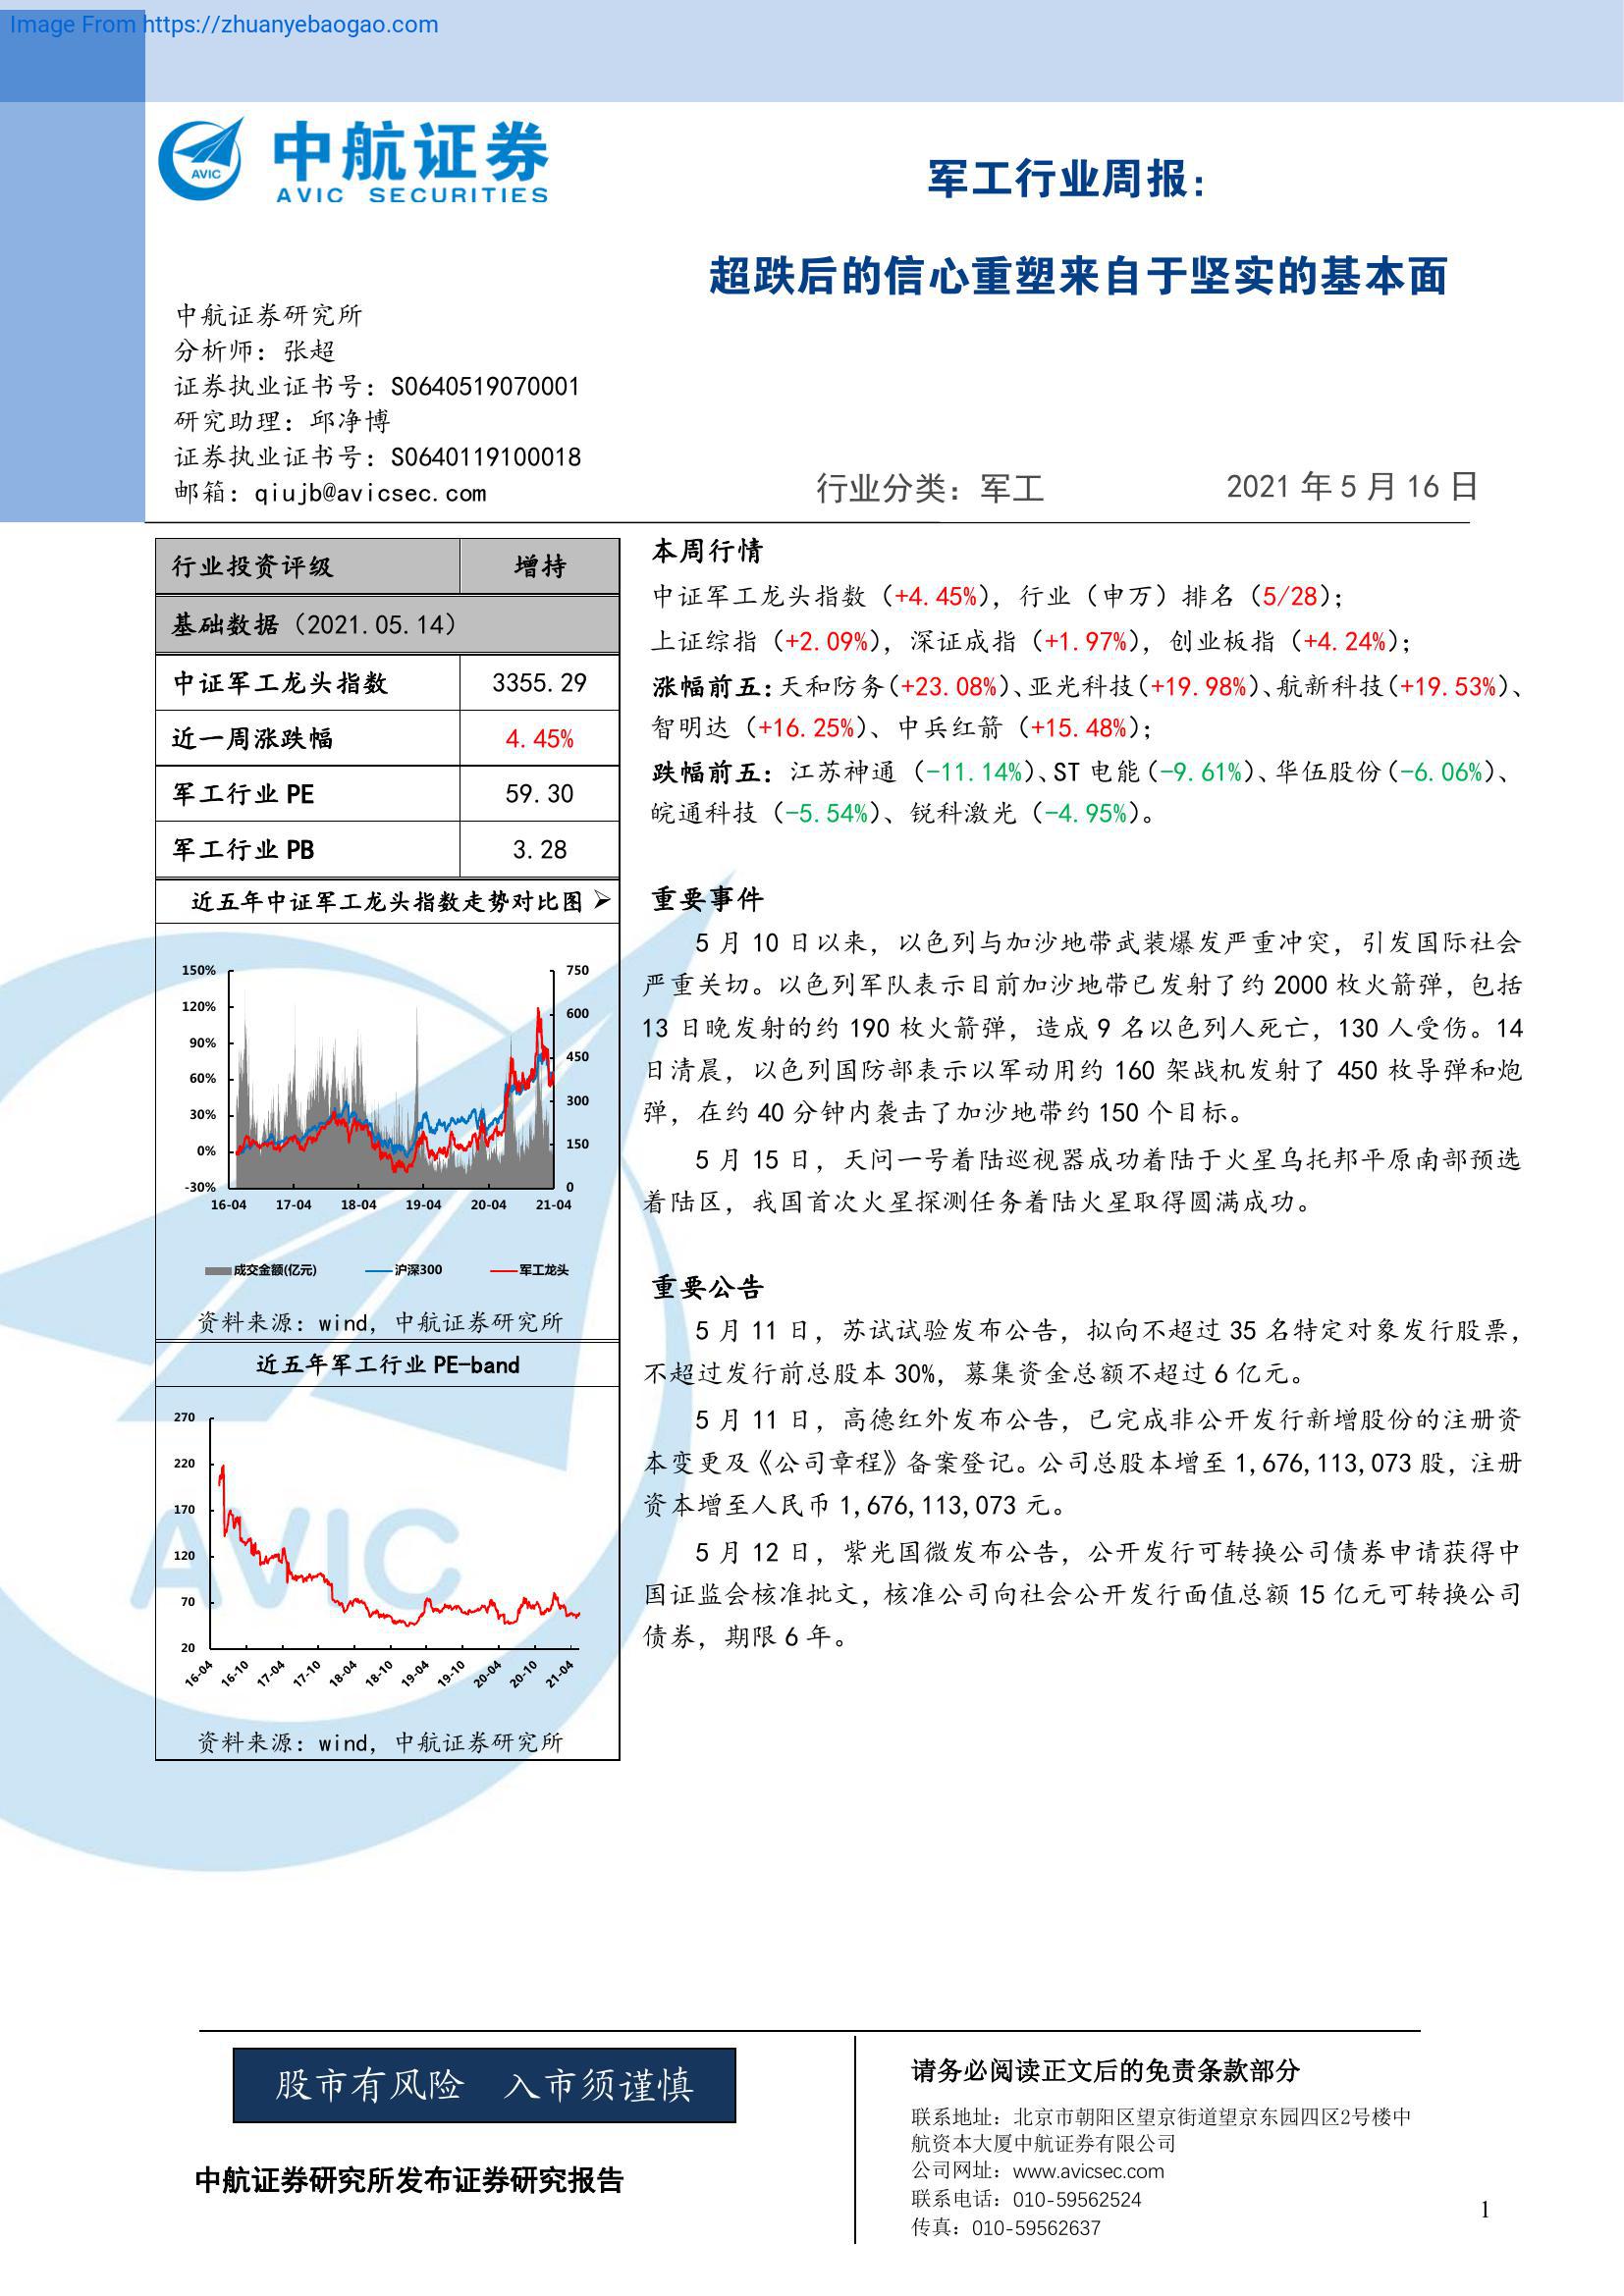 Image From https://zhuanyebaogao.com
AVIC
中航证券
AVIC SECURITIES
军工行业周报：
超跌后的信心重塑来自于坚实的基本面
中航证券研究所
分析师：张超
证券执业证书号：S0640519070001
研究助理：邱净博
证券执业证书号：S0640119100018
邮箱：qiujb@avicsec.com
行业分类：军工
2021 年 5 月 16 日
行业投资评级 增持
基础数据（2021.05.14）
中证军工龙头指数 3355.29
近一周涨跌幅 4.45%
军工行业 PE 59.30
军工行业 PB 3.28
近五年中证军工龙头指数走势对比图 ➢
150%
120%
90%
60%
30%
0%
-30%
750
600
450
300
150
0
16-04 17-04 18-04 19-04 20-04 21-04
成交金额(亿元) 沪深300 军工龙头
资料来源：wind，中航证券研究所
近五年军工行业 PE-band
270
220
170
120
70
20
16-04 16-10 17-04 17-10 18-04 18-10 19-04 19-10 20-04 20-10 21-04
资料来源：wind，中航证券研究所
本周行情
中证军工龙头指数（+4.45%），行业（申万）排名（5/28）；
上证综指（+2.09%），深证成指（+1.97%），创业板指（+4.24%）；
涨幅前五：天和防务（+23.08%）、亚光科技（+19.98%）、航新科技（+19.53%）、
智明达（+16.25%）、中兵红箭（+15.48%）；
跌幅前五：江苏神通（-11.14%）、ST 电能（-9.61%）、华伍股份（-6.06%）、
皖通科技（-5.54%）、锐科激光（-4.95%）。
重要事件
5 月 10 日以来，以色列与加沙地带武装爆发严重冲突，引发国际社会
严重关切。以色列军队表示目前加沙地带已发射了约 2000 枚火箭弹，包括
13 日晚发射的约 190 枚火箭弹，造成 9 名以色列人死亡，130 人受伤。14
日清晨，以色列国防部表示以军动用约 160 架战机发射了 450 枚导弹和炮
弹，在约 40 分钟内袭击了加沙地带约 150 个目标。
5 月 15 日，天问一号着陆巡视器成功着陆于火星乌托邦平原南部预选
着陆区，我国首次火星探测任务着陆火星取得圆满成功。
重要公告
5 月 11 日，苏试试验发布公告，拟向不超过 35 名特定对象发行股票，
不超过发行前总股本 30%，募集资金总额不超过 6 亿元。
5 月 11 日，高德红外发布公告，已完成非公开发行新增股份的注册资
本变更及《公司章程》备案登记。公司总股本增至 1,676,113,073 股，注册
资本增至人民币 1,676,113,073 元。
5 月 12 日，紫光国微发布公告，公开发行可转换公司债券申请获得中
国证监会核准批文，核准公司向社会公开发行面值总额 15 亿元可转换公司
债券，期限 6 年。
AVIC
股市有风险 入市须谨慎
中航证券研究所发布证券研究报告
请务必阅读正文后的免责条款部分
联系地址：北京市朝阳区望京街道望京东园四区2号楼中
航资本大厦中航证券有限公司
公司网址：www.avicsec.com
联系电话：010-59562524
传真：010-59562637
1